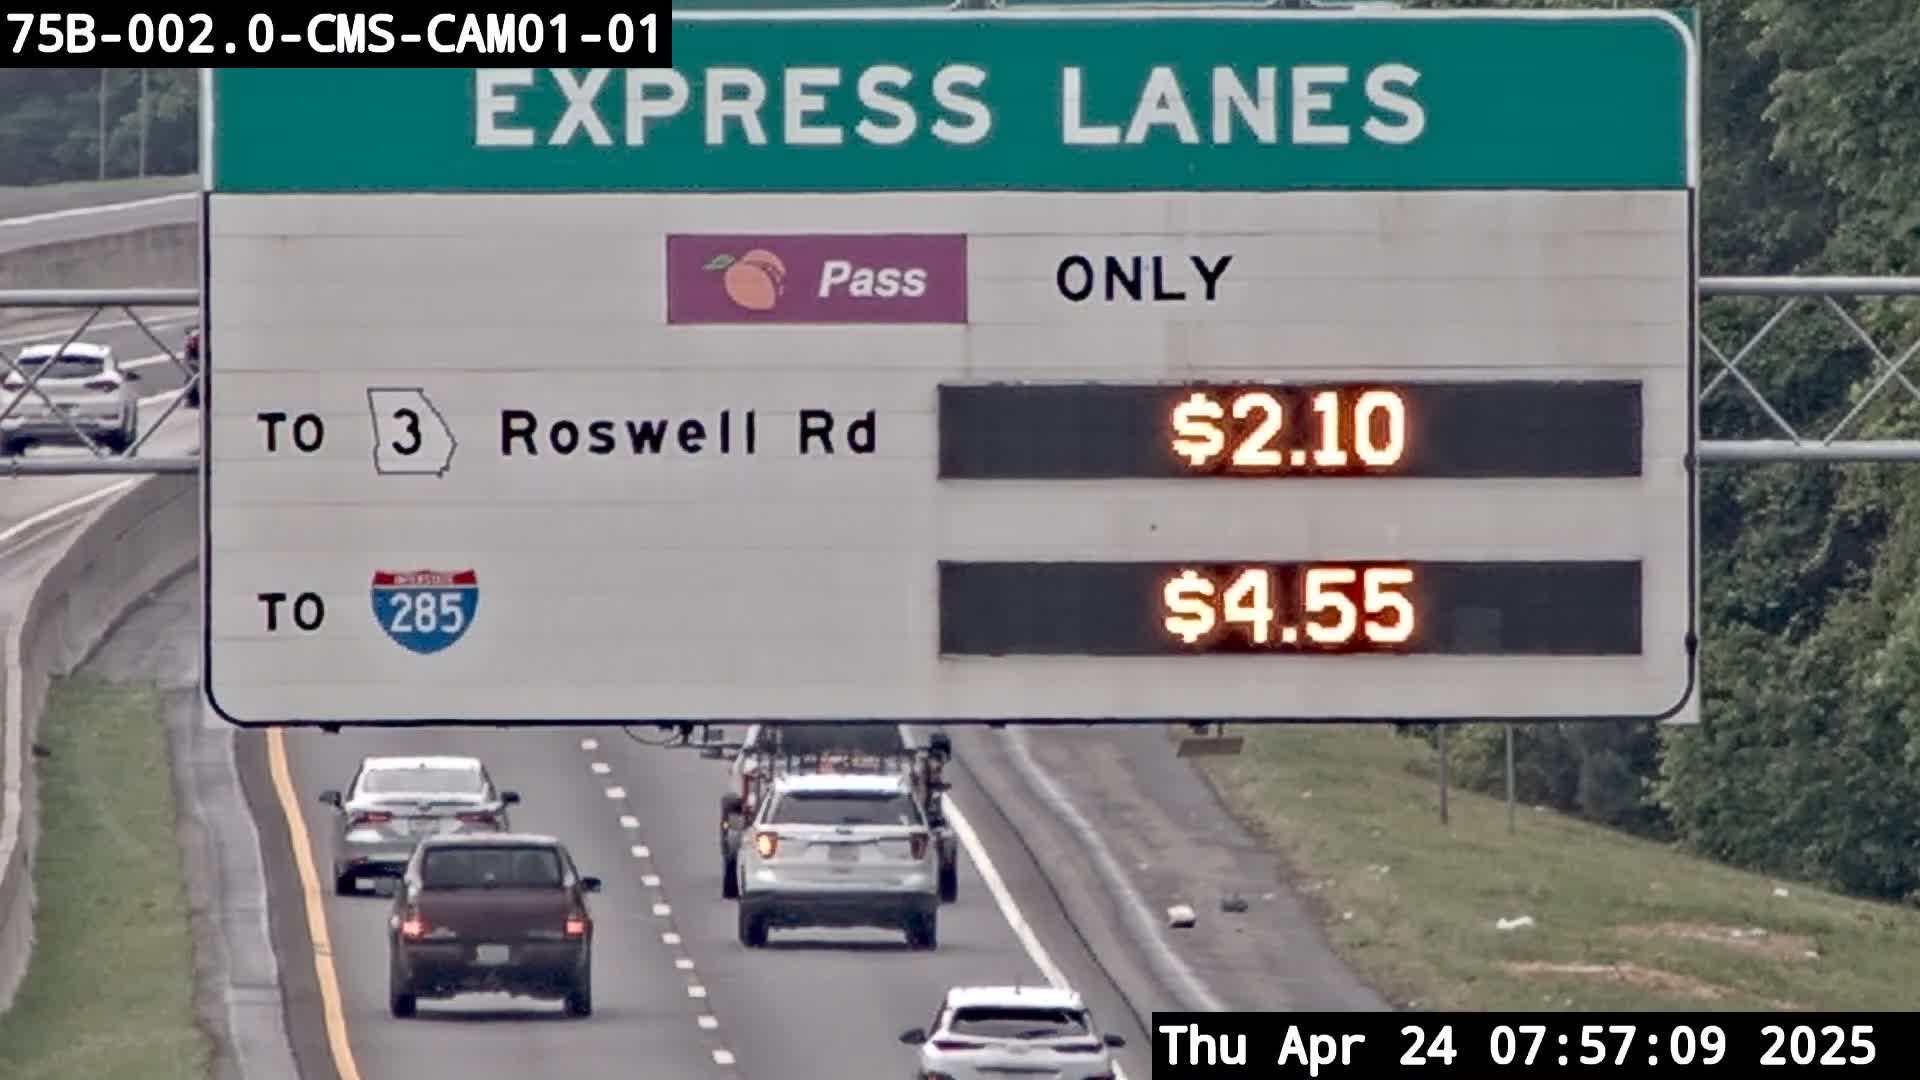 75B-002.0-CMS-CAM01-01
EXPRESS LANES
Pass ONLY
TO 3 Roswell Rd $2.10
TO INTERSTATE 285 $4.55
Thu Apr 24 07:57:09 2025